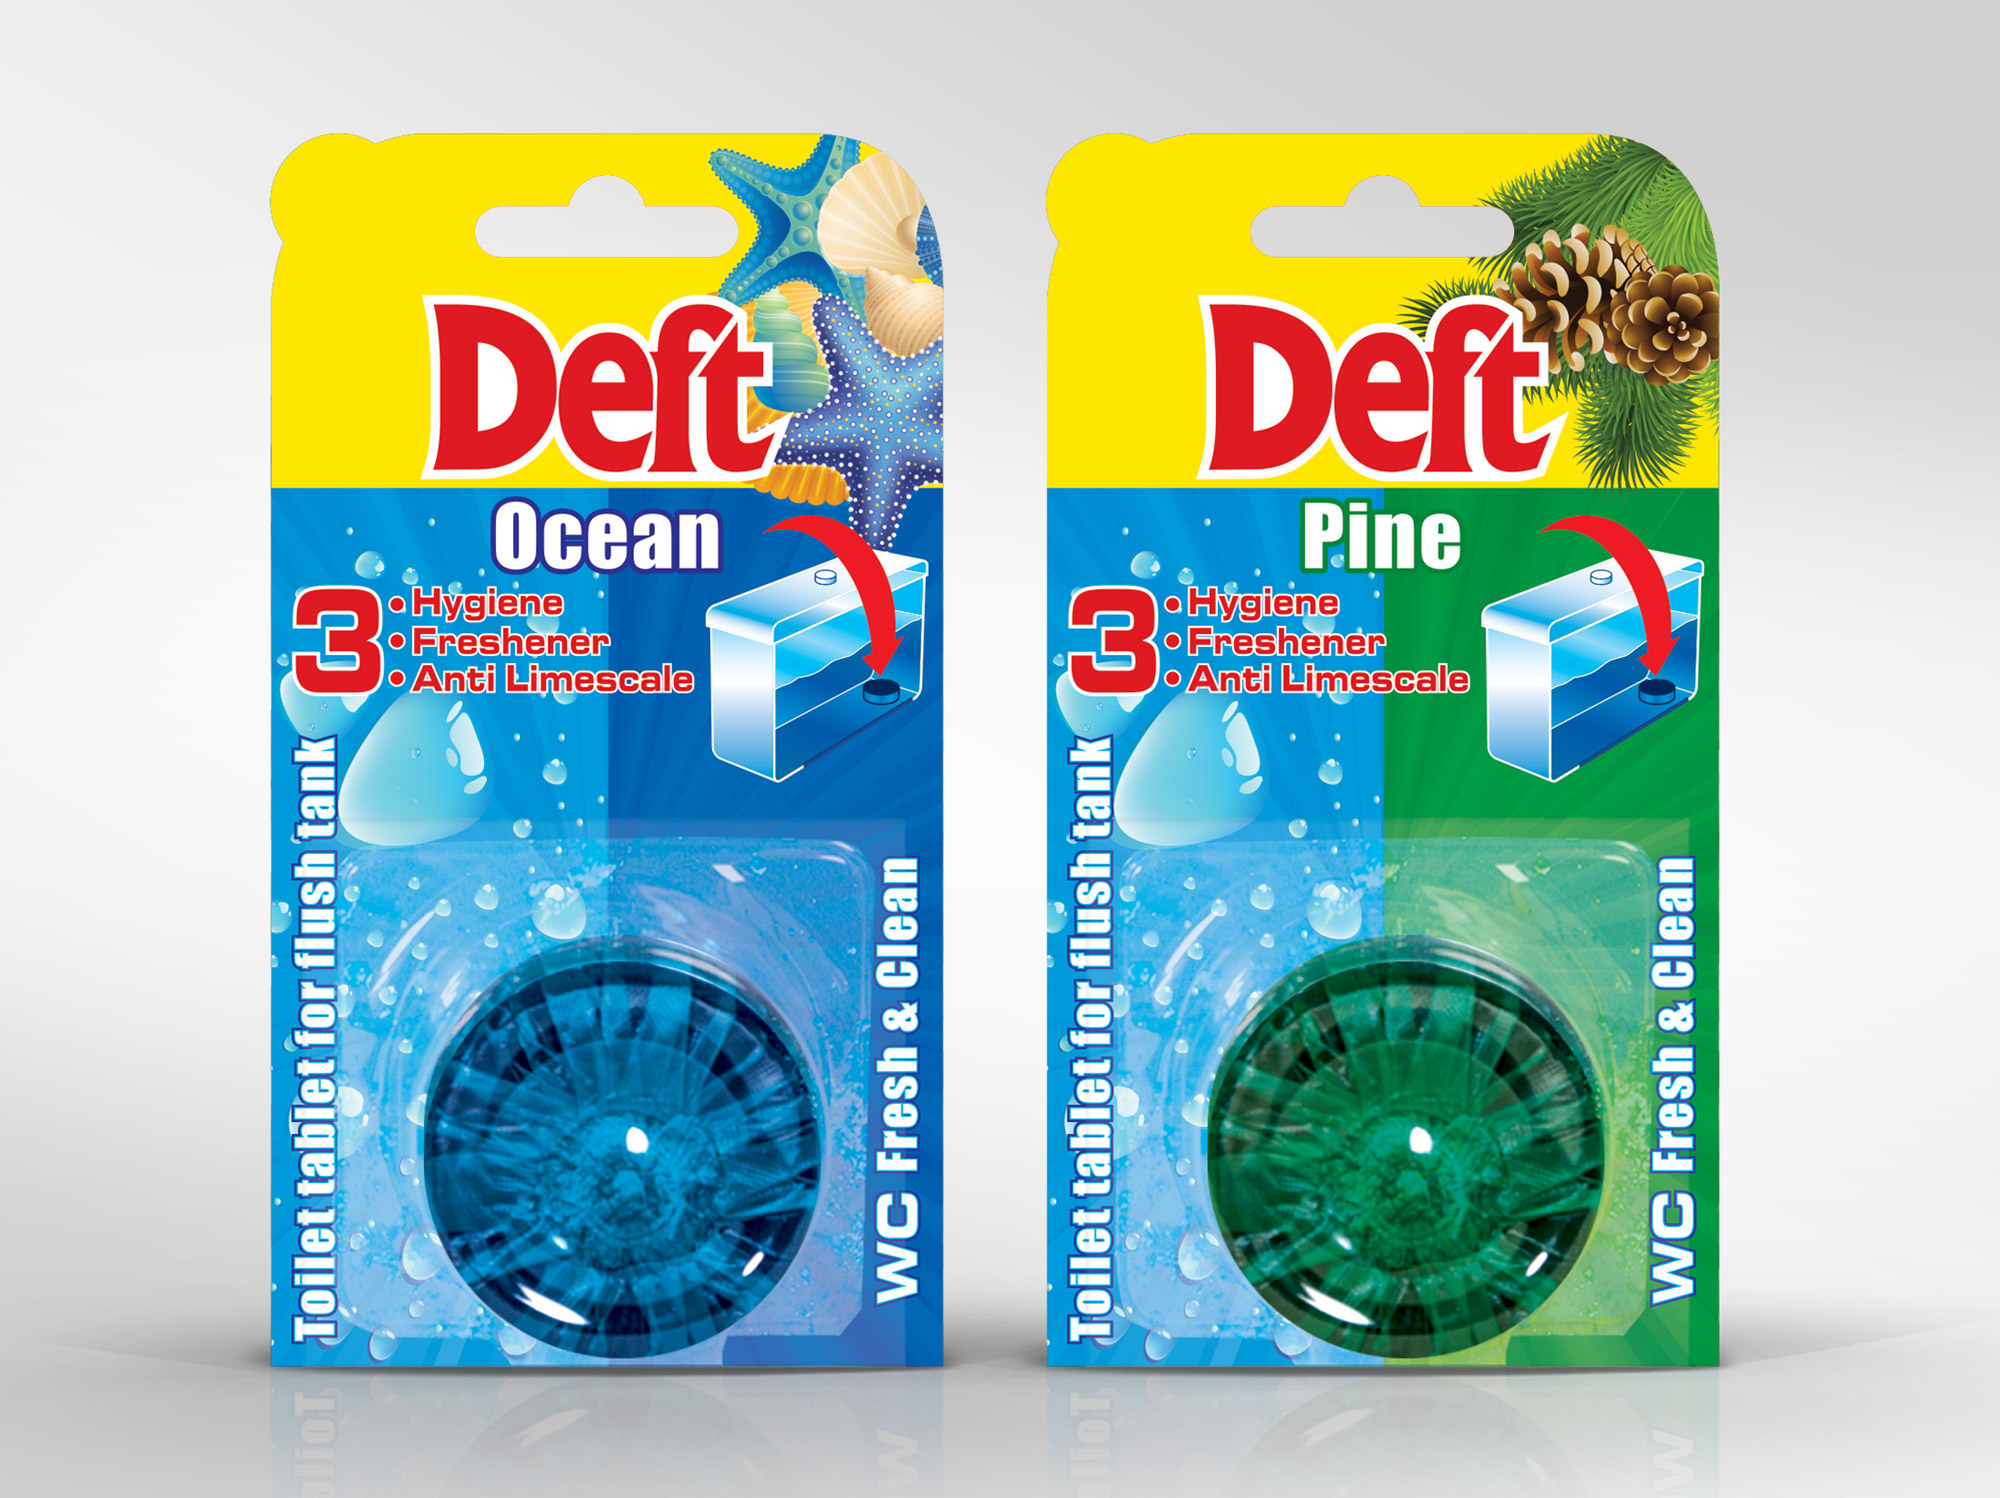 Deft
Ocean
3
• Hygiene
• Freshener
• Anti Limescale
Toilet tablet for flush tank
WC Fresh & Clean
Deft
Pine
3
• Hygiene
• Freshener
• Anti Limescale
Toilet tablet for flush tank
WC Fresh & Clean